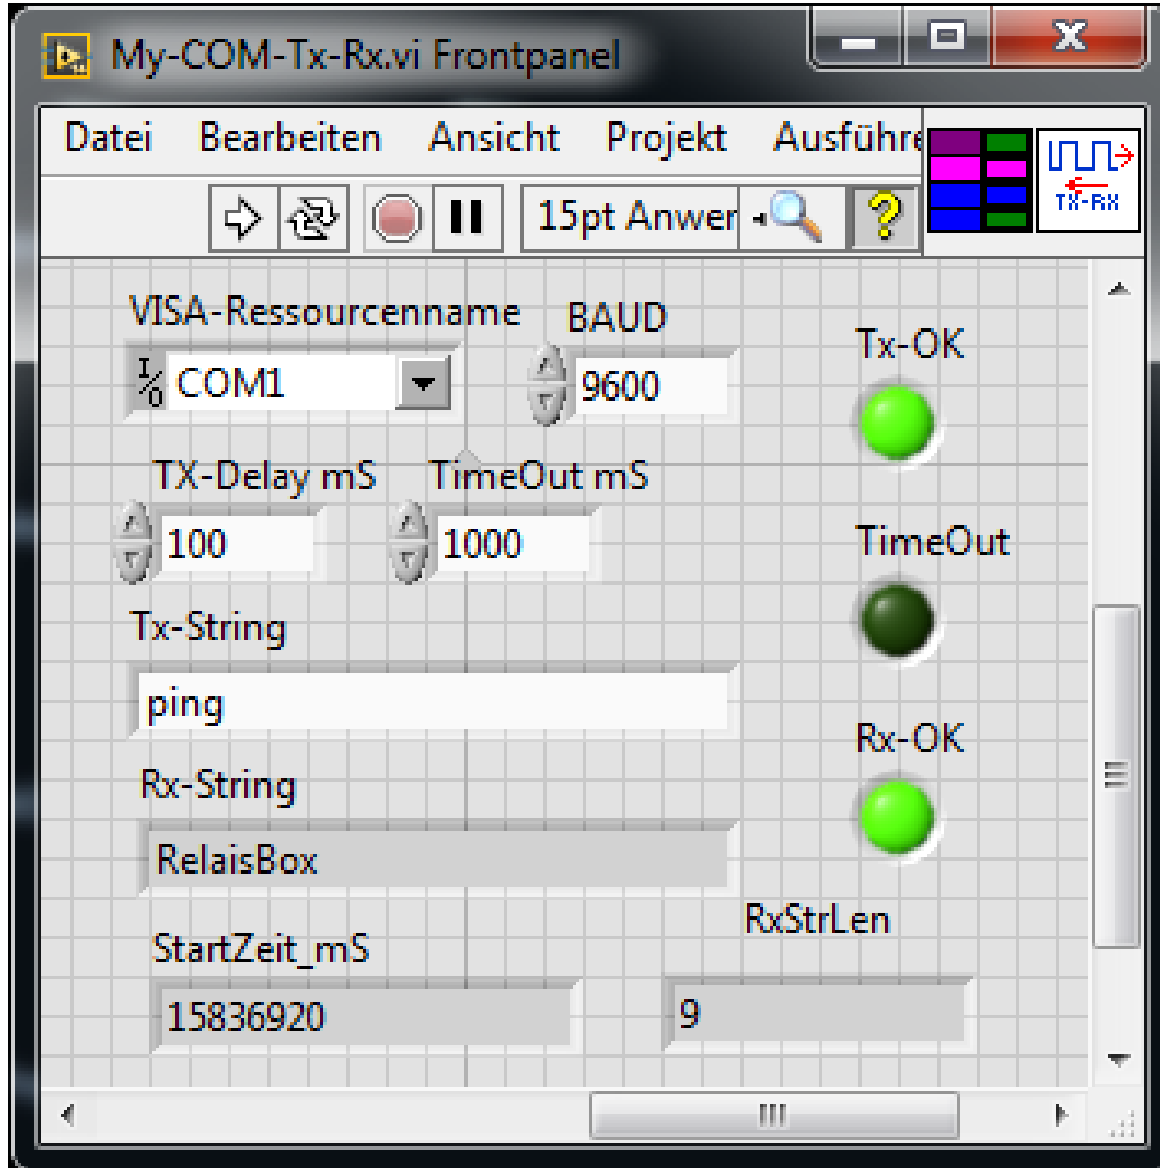 My-COM-Tx-Rx.vi Frontpanel
Datei Bearbeiten Ansicht Projekt Ausführe
15pt Anwer
TX-RX
VISA-Ressourcenname BAUD
I/O COM1 9600
Tx-OK
TX-Delay mS TimeOut mS
100 1000
TimeOut
Tx-String
ping
Rx-OK
Rx-String
RelaisBox
RxStrLen
StartZeit_mS
15836920 9